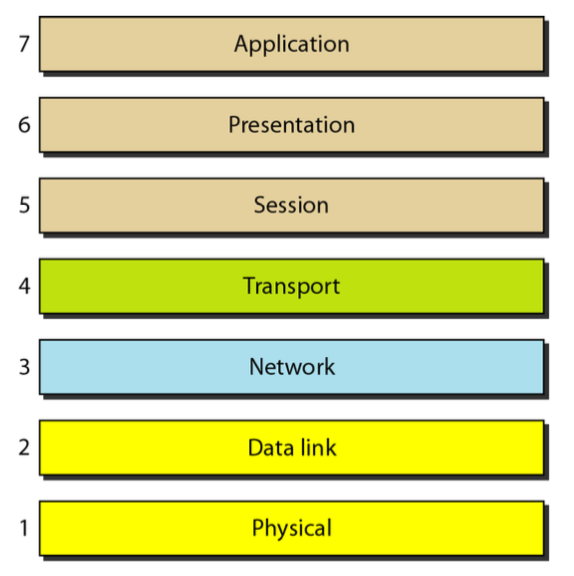 7 Application
6 Presentation
5 Session
4 Transport
3 Network
2 Data link
1 Physical